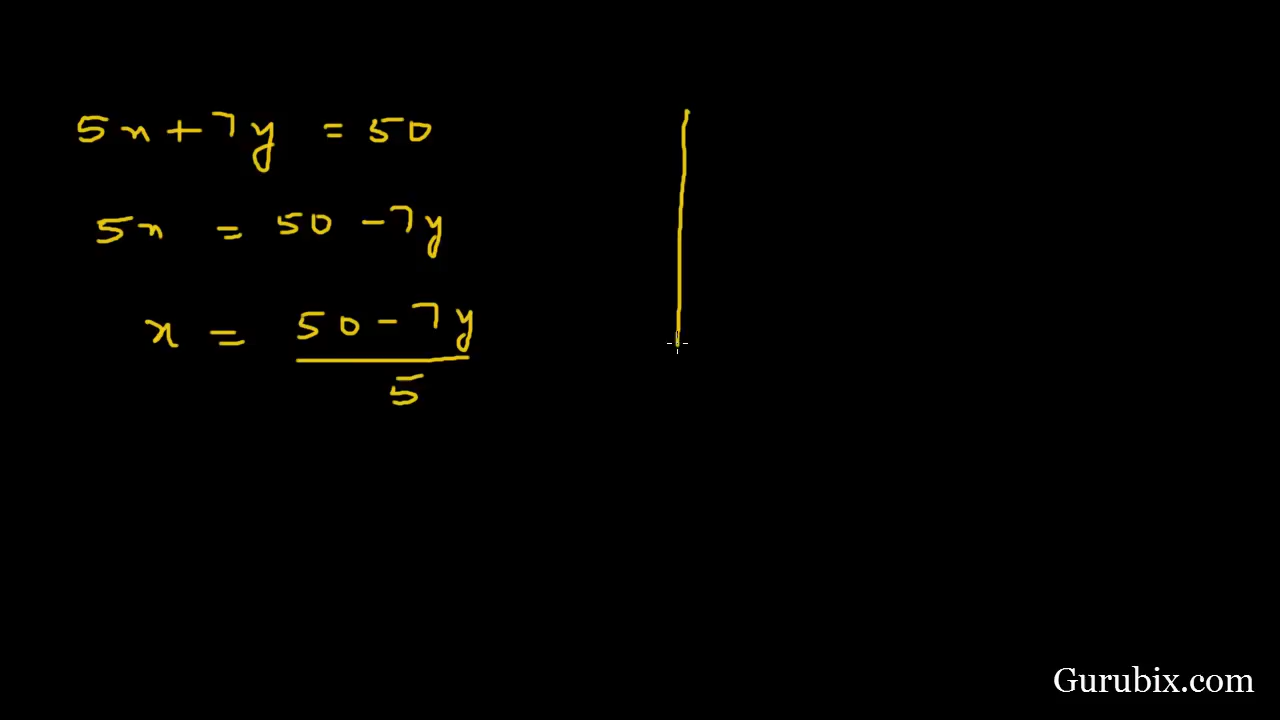 5x + 7y = 50
5x = 50 - 7y
x = 50 - 7y
5
Gurubix.com